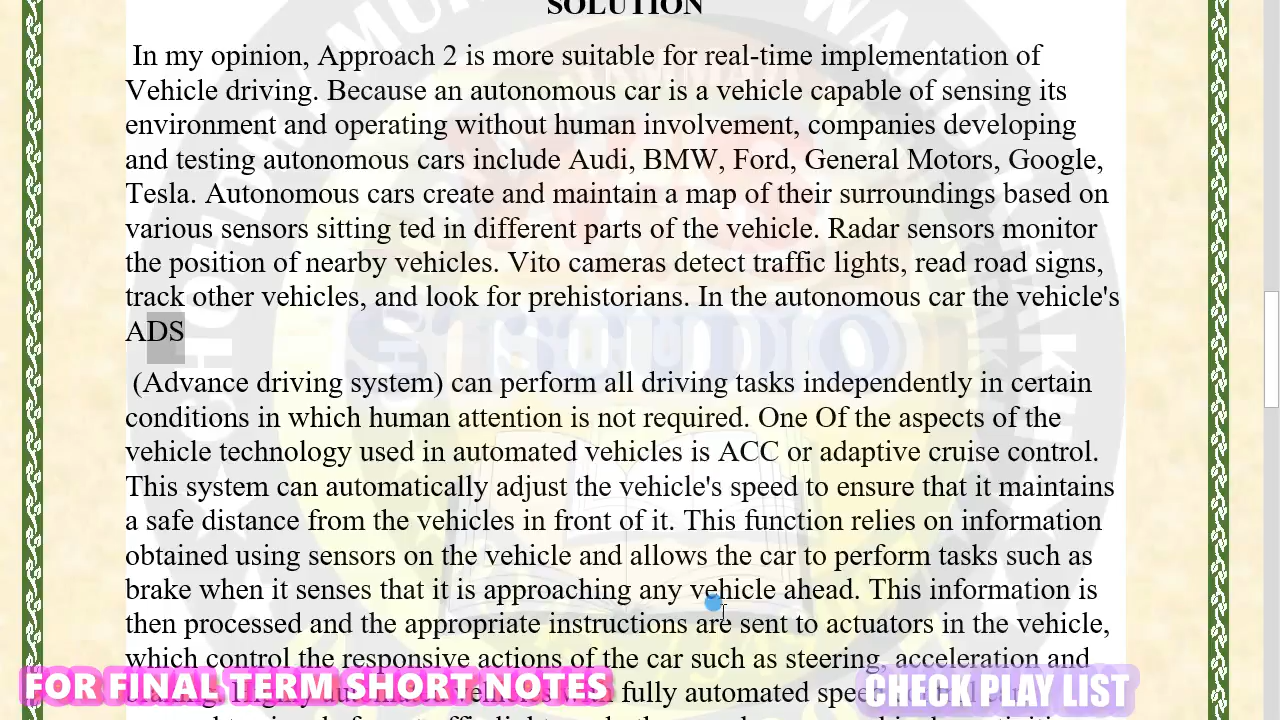 SOLUTION
In my opinion, Approach 2 is more suitable for real-time implementation of
Vehicle driving. Because an autonomous car is a vehicle capable of sensing its
environment and operating without human involvement, companies developing
and testing autonomous cars include Audi, BMW, Ford, General Motors, Google,
Tesla. Autonomous cars create and maintain a map of their surroundings based on
various sensors sitting ted in different parts of the vehicle. Radar sensors monitor
the position of nearby vehicles. Vito cameras detect traffic lights, read road signs,
track other vehicles, and look for prehistorians. In the autonomous car the vehicle's
ADS
(Advance driving system) can perform all driving tasks independently in certain
conditions in which human attention is not required. One Of the aspects of the
vehicle technology used in automated vehicles is ACC or adaptive cruise control.
This system can automatically adjust the vehicle's speed to ensure that it maintains
a safe distance from the vehicles in front of it. This function relies on information
obtained using sensors on the vehicle and allows the car to perform tasks such as
brake when it senses that it is approaching any vehicle ahead. This information is
then processed and the appropriate instructions are sent to actuators in the vehicle,
which control the responsive actions of the car such as steering, acceleration and
fully automated
FOR FINAL TERM SHORT NOTES
CHECK PLAY LIST